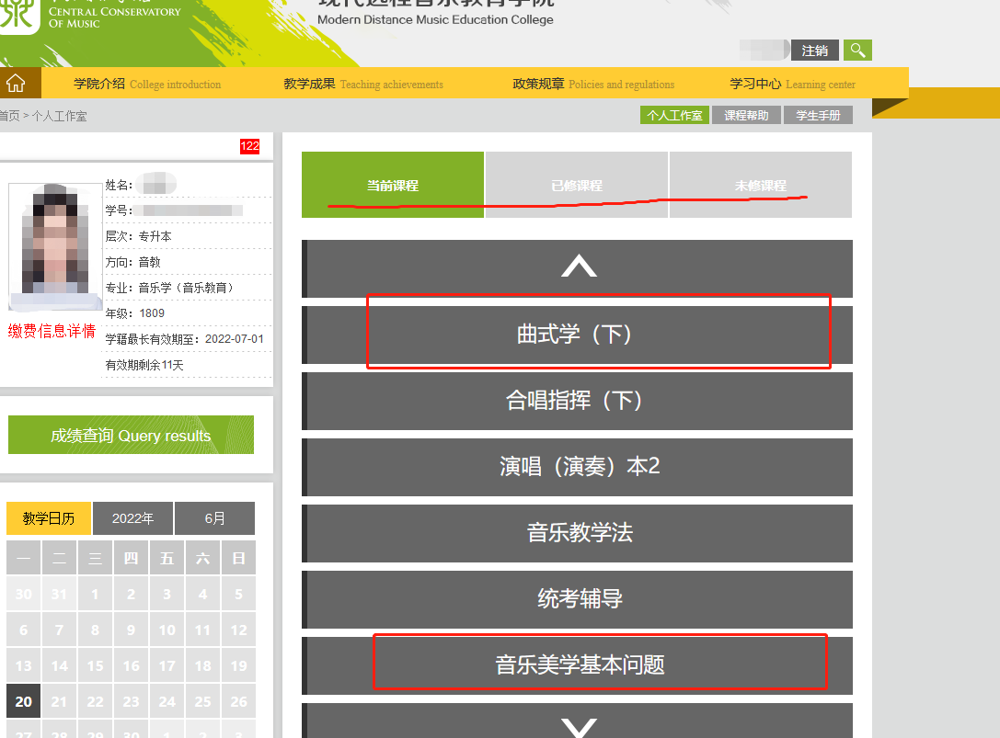 CENTRAL CONSERVATORY
OF MUSIC
现代远程音乐教育学院
Modern Distance Music Education College
注销
学院介绍 College introduction
教学成果 Teaching achievements
政策规章 Policies and regulations
学习中心 Learning center
首页 > 个人工作室
个人工作室
课程帮助
学生手册
122
姓名：
学号：
层次：专升本
方向：音教
专业：音乐学（音乐教育）
年级：1809
学籍最长有效期至：2022-07-01
有效期剩余11天
缴费信息详情
成绩查询 Query results
教学日历 2022年 6月
一 二 三 四 五 六 日
30 31 1 2 3 4 5
6 7 8 9 10 11 12
13 14 15 16 17 18 19
20 21 22 23 24 25 26
27 28 29 30 1 2 3
当前课程
已修课程
未修课程
曲式学（下）
合唱指挥（下）
演唱（演奏）本2
音乐教学法
统考辅导
音乐美学基本问题